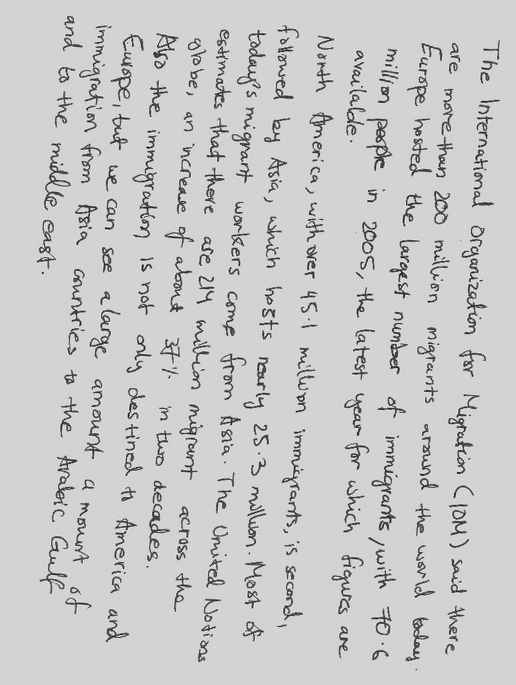 The International Organization for Migration (IOM) said there
are more than 200 million migrants around the world today.
Europe hosted the largest number of immigrants, with 70.6
million people in 2005, the latest year for which figures are
available.
North America, with over 45.1 million immigrants, is second,
followed by Asia, which hosts nearly 25.3 million. Most of
today's migrant workers come from Asia. The United Nations
estimates that there are 214 million migrant across the
globe, an increase of about 37% in two decades.
Also the immigration is not only destined to America and
Europe, but we can see a large amount a mount of
immigration from Asia countries to the Arabic Gulf
and to the middle east.